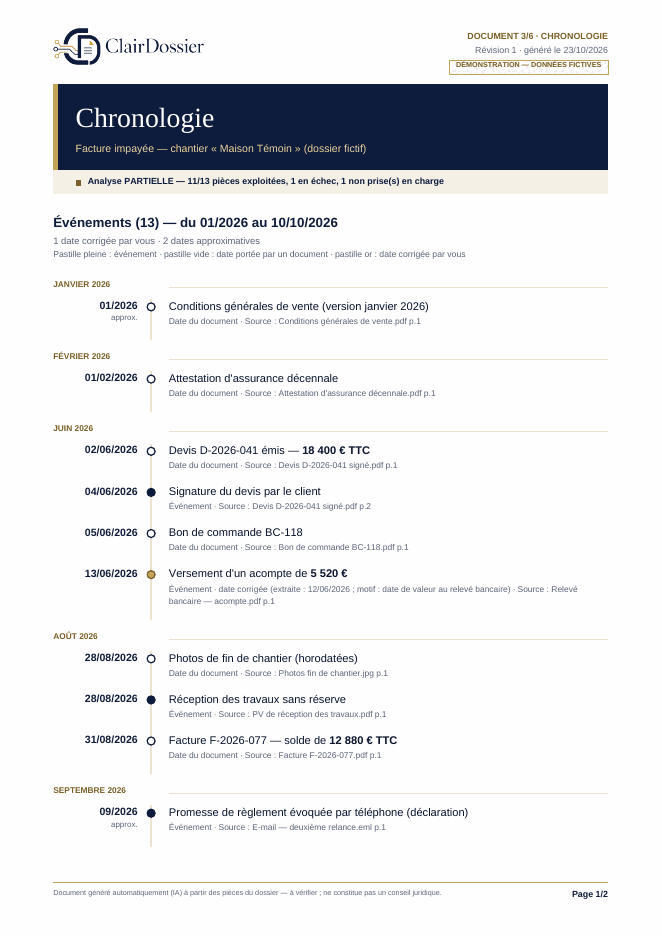 ClairDossier
DOCUMENT 3/6 · CHRONOLOGIE
Révision 1 · généré le 23/10/2026
DÉMONSTRATION — DONNÉES FICTIVES
Chronologie
Facture impayée — chantier « Maison Témoin » (dossier fictif)
Analyse PARTIELLE — 11/13 pièces exploitées, 1 en échec, 1 non prise(s) en charge
Événements (13) — du 01/2026 au 10/10/2026
1 date corrigée par vous · 2 dates approximatives
Pastille pleine : événement · pastille vide : date portée par un document · pastille or : date corrigée par vous
JANVIER 2026
01/2026 Conditions générales de vente (version janvier 2026)
approx. Date du document · Source : Conditions générales de vente.pdf p.1
FÉVRIER 2026
01/02/2026 Attestation d'assurance décennale
Date du document · Source : Attestation d'assurance décennale.pdf p.1
JUIN 2026
02/06/2026 Devis D-2026-041 émis — 18 400 € TTC
Date du document · Source : Devis D-2026-041 signé.pdf p.1
04/06/2026 Signature du devis par le client
Événement · Source : Devis D-2026-041 signé.pdf p.2
05/06/2026 Bon de commande BC-118
Date du document · Source : Bon de commande BC-118.pdf p.1
13/06/2026 Versement d'un acompte de 5 520 €
Événement · date corrigée (extraite : 12/06/2026 ; motif : date de valeur au relevé bancaire) · Source : Relevé
bancaire — acompte.pdf p.1
AOÛT 2026
28/08/2026 Photos de fin de chantier (horodatées)
Date du document · Source : Photos fin de chantier.jpg p.1
28/08/2026 Réception des travaux sans réserve
Événement · Source : PV de réception des travaux.pdf p.1
31/08/2026 Facture F-2026-077 — solde de 12 880 € TTC
Date du document · Source : Facture F-2026-077.pdf p.1
SEPTEMBRE 2026
09/2026 Promesse de règlement évoquée par téléphone (déclaration)
approx. Événement · Source : E-mail — deuxième relance.eml p.1
Document généré automatiquement (IA) à partir des pièces du dossier — à vérifier ; ne constitue pas un conseil juridique.
Page 1/2